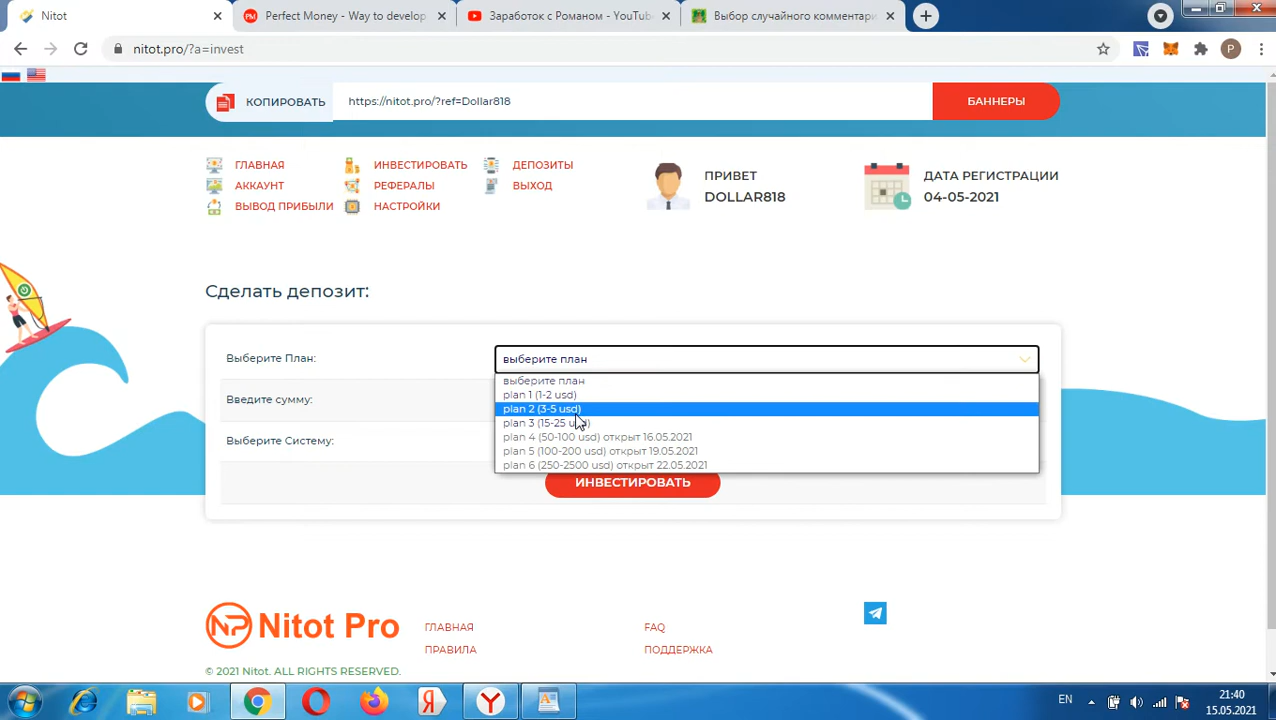 Nitot
Perfect Money - Way to develop
Заработок с Романом - YouTube
Выбор случайного комментари
nitot.pro/?a=invest
P
КОПИРОВАТЬ
https://nitot.pro/?ref=Dollar818
БАННЕРЫ
ГЛАВНАЯ
ИНВЕСТИРОВАТЬ
ДЕПОЗИТЫ
АККАУНТ
РЕФЕРАЛЫ
ВЫХОД
ВЫВОД ПРИБЫЛИ
НАСТРОЙКИ
ПРИВЕТ
DOLLAR818
ДАТА РЕГИСТРАЦИИ
04-05-2021
Сделать депозит:
Выберите План:
выберите план
выберите план
plan 1 (1-2 usd)
plan 2 (3-5 usd)
plan 3 (15-25 usd)
plan 4 (50-100 usd) открыт 16.05.2021
plan 5 (100-200 usd) открыт 19.05.2021
plan 6 (250-2500 usd) открыт 22.05.2021
Введите сумму:
Выберите Систему:
ИНВЕСТИРОВАТЬ
NP Nitot Pro
ГЛАВНАЯ
FAQ
ПРАВИЛА
ПОДДЕРЖКА
© 2021 Nitot. ALL RIGHTS RESERVED.
EN
21:40
15.05.2021